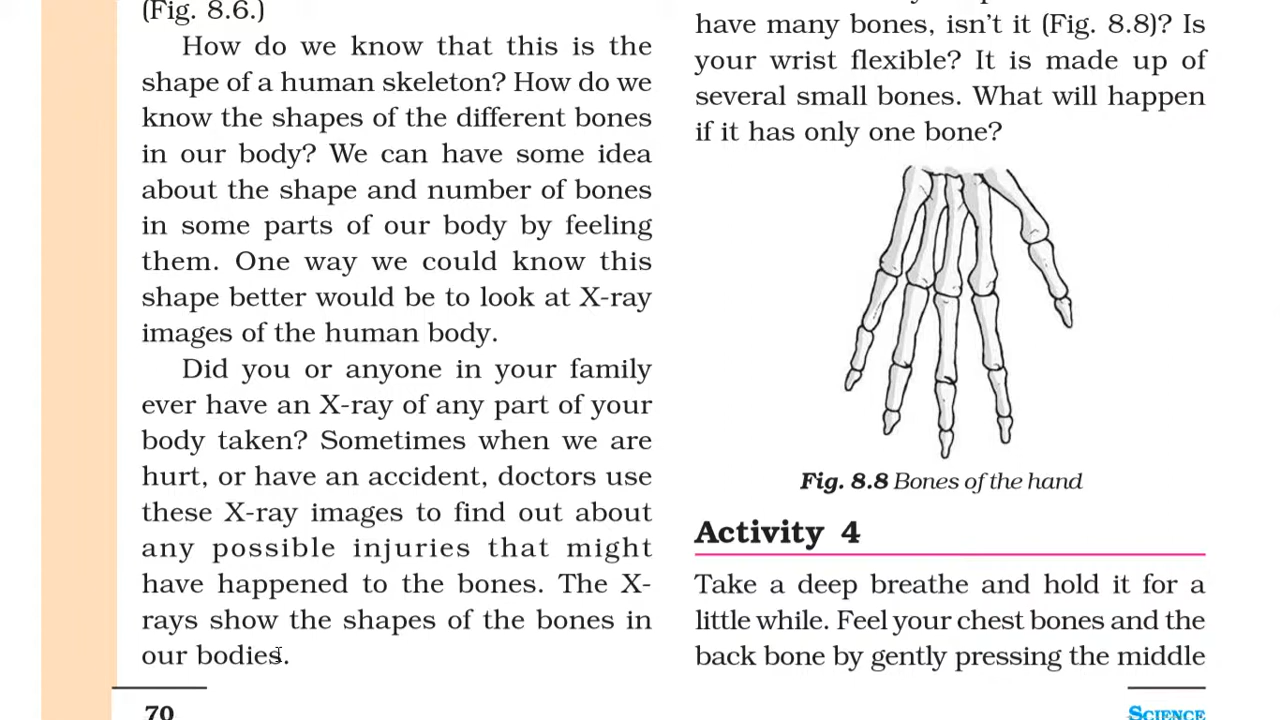 (Fig. 8.6.)
How do we know that this is the
shape of a human skeleton? How do we
know the shapes of the different bones
in our body? We can have some idea
about the shape and number of bones
in some parts of our body by feeling
them. One way we could know this
shape better would be to look at X-ray
images of the human body.
Did you or anyone in your family
ever have an X-ray of any part of your
body taken? Sometimes when we are
hurt, or have an accident, doctors use
these X-ray images to find out about
any possible injuries that might
have happened to the bones. The X-
rays show the shapes of the bones in
our bodies.
70
have many bones, isn't it (Fig. 8.8)? Is
your wrist flexible? It is made up of
several small bones. What will happen
if it has only one bone?
Fig. 8.8 Bones of the hand
Activity 4
Take a deep breathe and hold it for a
little while. Feel your chest bones and the
back bone by gently pressing the middle
SCIENCE